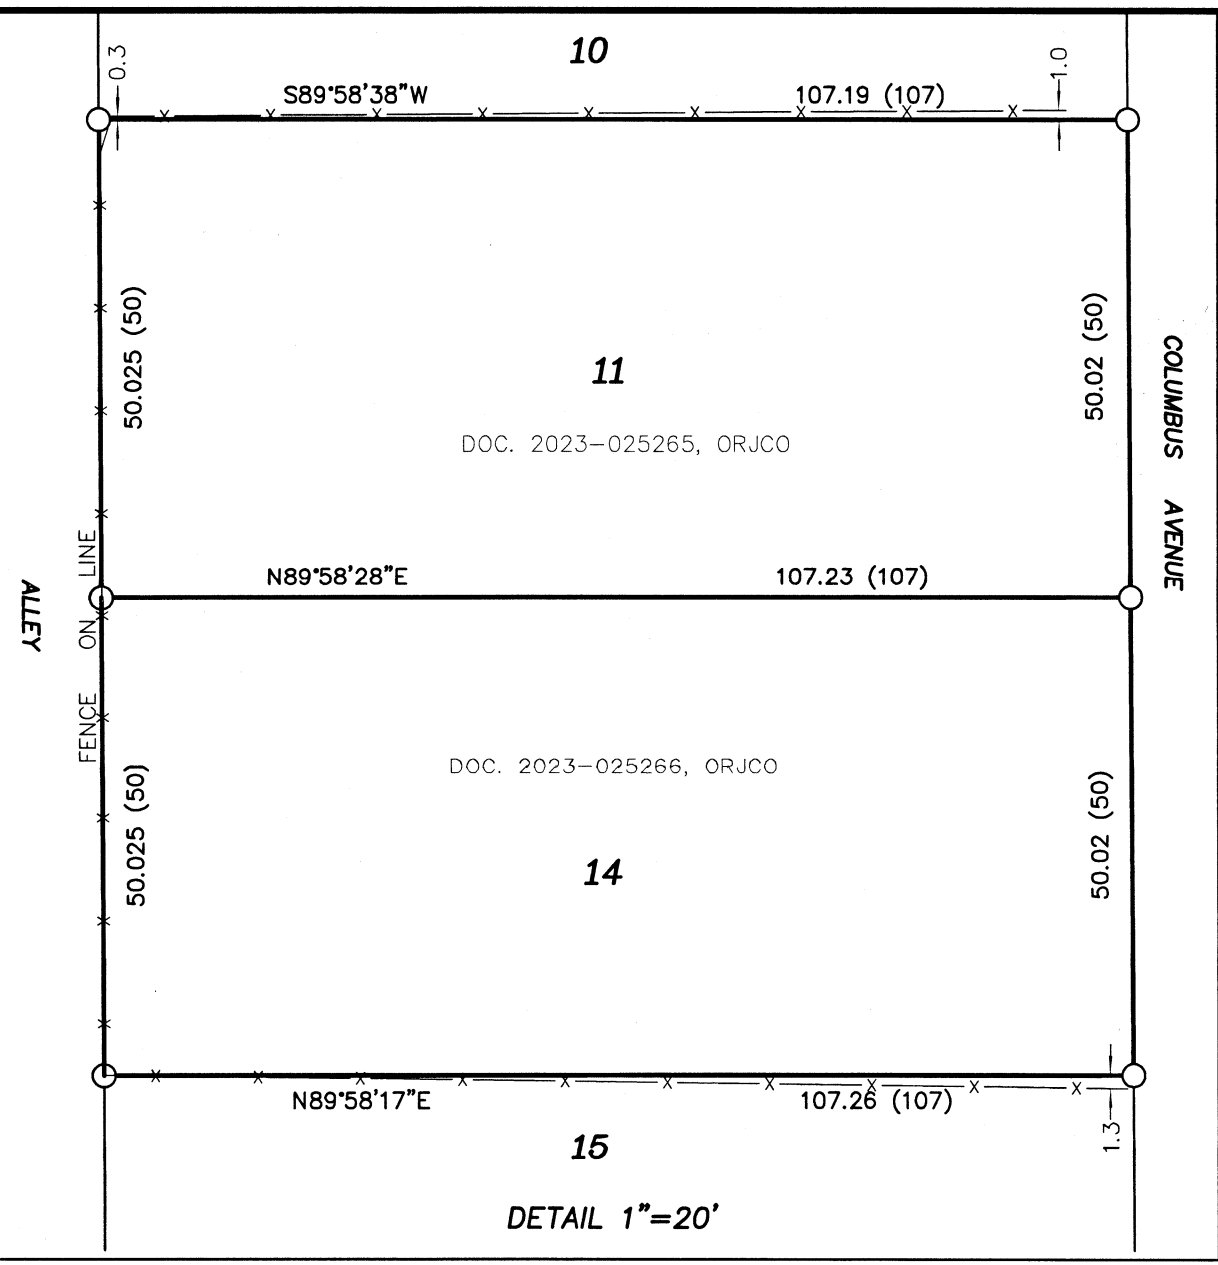 10
0.3
1.0
S89°58'38"W
107.19 (107)
50.025 (50)
11
50.02 (50)
COLUMBUS AVENUE
DOC. 2023-025265, ORJCO
N89°58'28"E
107.23 (107)
ALLEY
FENCE ON LINE
DOC. 2023-025266, ORJCO
50.025 (50)
14
50.02 (50)
N89°58'17"E
107.26 (107)
1.3
15
DETAIL 1"=20'